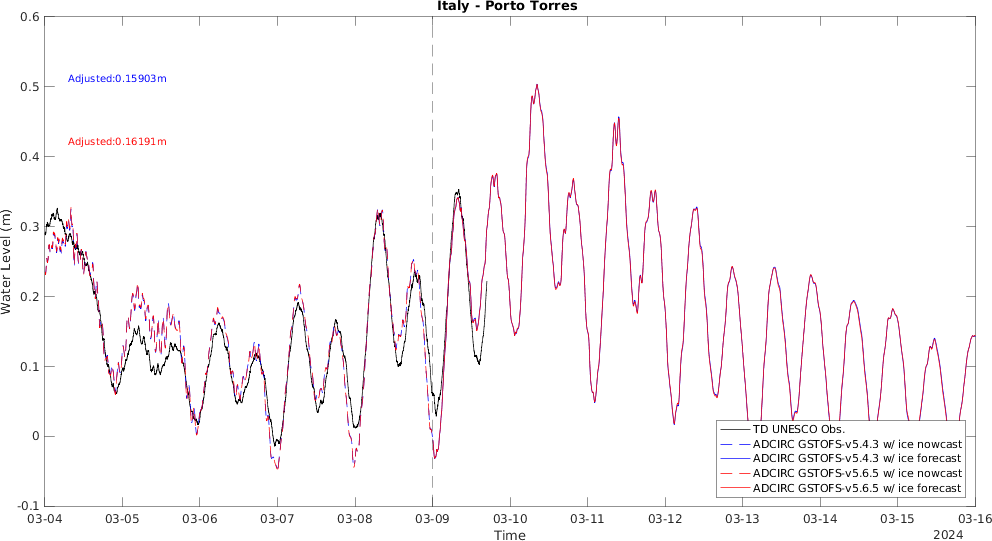 Italy - Porto Torres
0.6
0.5
0.4
0.3
0.2
0.1
0
-0.1
Water Level (m)
Adjusted:0.15903m
Adjusted:0.16191m
TD UNESCO Obs.
ADCIRC GSTOFS-v5.4.3 w/ ice nowcast
ADCIRC GSTOFS-v5.4.3 w/ ice forecast
ADCIRC GSTOFS-v5.6.5 w/ ice nowcast
ADCIRC GSTOFS-v5.6.5 w/ ice forecast
03-04 03-05 03-06 03-07 03-08 03-09 03-10 03-11 03-12 03-13 03-14 03-15 03-16
Time
2024